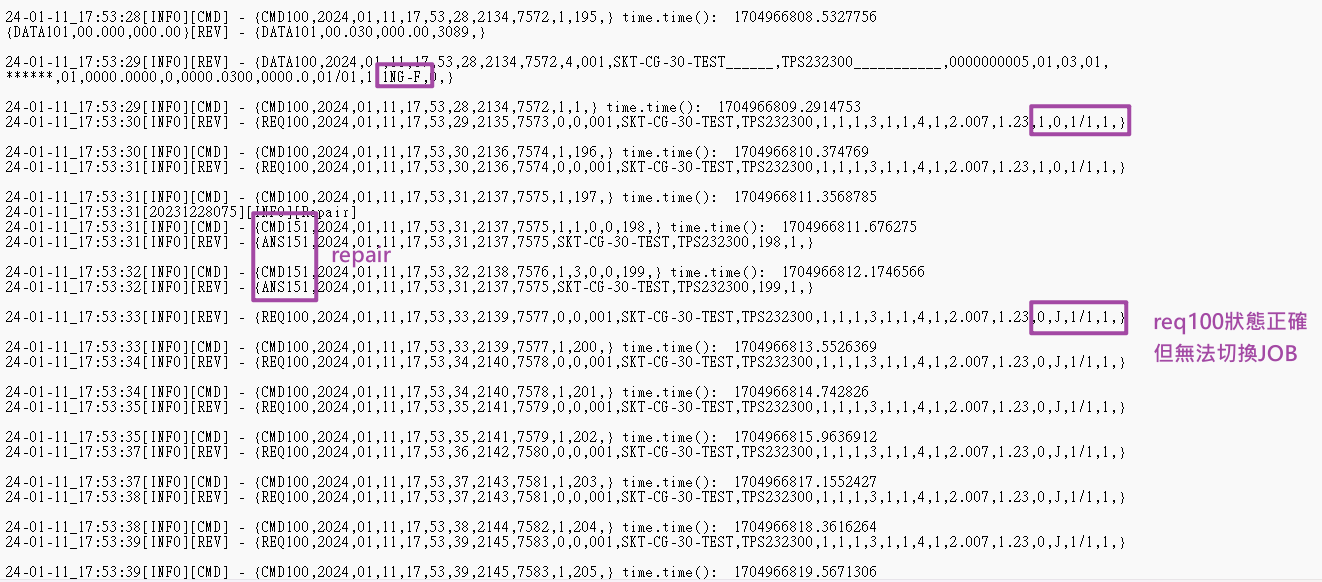 24-01-11_17:53:28[INFO][CMD] - {CMD100,2024,01,11,17,53,28,2134,7572,1,195,} time.time():  1704966808.5327756
{DATA101,00.000,000.00}[REV] - {DATA101,00.030,000.00,3089,}
24-01-11_17:53:29[INFO][REV] - {DATA100,2024,01,11,17,53,28,2134,7572,4,001,SKT-CG-30-TEST______,TPS232300___________,0000000005,01,03,01,
******,01,0000.0000,0,0000.0300,0000.0,01/01,1,1NG-F,0,}
24-01-11_17:53:29[INFO][CMD] - {CMD100,2024,01,11,17,53,28,2134,7572,1,1,} time.time():  1704966809.2914753
24-01-11_17:53:30[INFO][REV] - {REQ100,2024,01,11,17,53,29,2135,7573,0,0,001,SKT-CG-30-TEST,TPS232300,1,1,1,3,1,1,4,1,2.007,1.23,1,0,1/1,1,}
24-01-11_17:53:30[INFO][CMD] - {CMD100,2024,01,11,17,53,30,2136,7574,1,196,} time.time():  1704966810.374769
24-01-11_17:53:31[INFO][REV] - {REQ100,2024,01,11,17,53,30,2136,7574,0,0,001,SKT-CG-30-TEST,TPS232300,1,1,1,3,1,1,4,1,2.007,1.23,1,0,1/1,1,}
24-01-11_17:53:31[INFO][CMD] - {CMD100,2024,01,11,17,53,31,2137,7575,1,197,} time.time():  1704966811.3568785
24-01-11_17:53:31[20231228075][INFO][Repair]
24-01-11_17:53:31[INFO][CMD] - {CMD151,2024,01,11,17,53,31,2137,7575,1,1,0,0,198,} time.time():  1704966811.676275
24-01-11_17:53:31[INFO][REV] - {ANS151,2024,01,11,17,53,31,2137,7575,SKT-CG-30-TEST,TPS232300,198,1,}
repair
24-01-11_17:53:32[INFO][CMD] - {CMD151,2024,01,11,17,53,32,2138,7576,1,3,0,0,199,} time.time():  1704966812.1746566
24-01-11_17:53:32[INFO][REV] - {ANS151,2024,01,11,17,53,31,2137,7575,SKT-CG-30-TEST,TPS232300,199,1,}
24-01-11_17:53:33[INFO][REV] - {REQ100,2024,01,11,17,53,33,2139,7577,0,0,001,SKT-CG-30-TEST,TPS232300,1,1,1,3,1,1,4,1,2.007,1.23,0,J,1/1,1,}
req100狀態正確
但無法切換JOB
24-01-11_17:53:33[INFO][CMD] - {CMD100,2024,01,11,17,53,33,2139,7577,1,200,} time.time():  1704966813.5526369
24-01-11_17:53:34[INFO][REV] - {REQ100,2024,01,11,17,53,34,2140,7578,0,0,001,SKT-CG-30-TEST,TPS232300,1,1,1,3,1,1,4,1,2.007,1.23,0,J,1/1,1,}
24-01-11_17:53:34[INFO][CMD] - {CMD100,2024,01,11,17,53,34,2140,7578,1,201,} time.time():  1704966814.742826
24-01-11_17:53:35[INFO][REV] - {REQ100,2024,01,11,17,53,35,2141,7579,0,0,001,SKT-CG-30-TEST,TPS232300,1,1,1,3,1,1,4,1,2.007,1.23,0,J,1/1,1,}
24-01-11_17:53:35[INFO][CMD] - {CMD100,2024,01,11,17,53,35,2141,7579,1,202,} time.time():  1704966815.9636912
24-01-11_17:53:37[INFO][REV] - {REQ100,2024,01,11,17,53,36,2142,7580,0,0,001,SKT-CG-30-TEST,TPS232300,1,1,1,3,1,1,4,1,2.007,1.23,0,J,1/1,1,}
24-01-11_17:53:37[INFO][CMD] - {CMD100,2024,01,11,17,53,37,2143,7581,1,203,} time.time():  1704966817.1552427
24-01-11_17:53:38[INFO][REV] - {REQ100,2024,01,11,17,53,37,2143,7581,0,0,001,SKT-CG-30-TEST,TPS232300,1,1,1,3,1,1,4,1,2.007,1.23,0,J,1/1,1,}
24-01-11_17:53:38[INFO][CMD] - {CMD100,2024,01,11,17,53,38,2144,7582,1,204,} time.time():  1704966818.3616264
24-01-11_17:53:39[INFO][REV] - {REQ100,2024,01,11,17,53,39,2145,7583,0,0,001,SKT-CG-30-TEST,TPS232300,1,1,1,3,1,1,4,1,2.007,1.23,0,J,1/1,1,}
24-01-11_17:53:39[INFO][CMD] - {CMD100,2024,01,11,17,53,39,2145,7583,1,205,} time.time():  1704966819.5671306